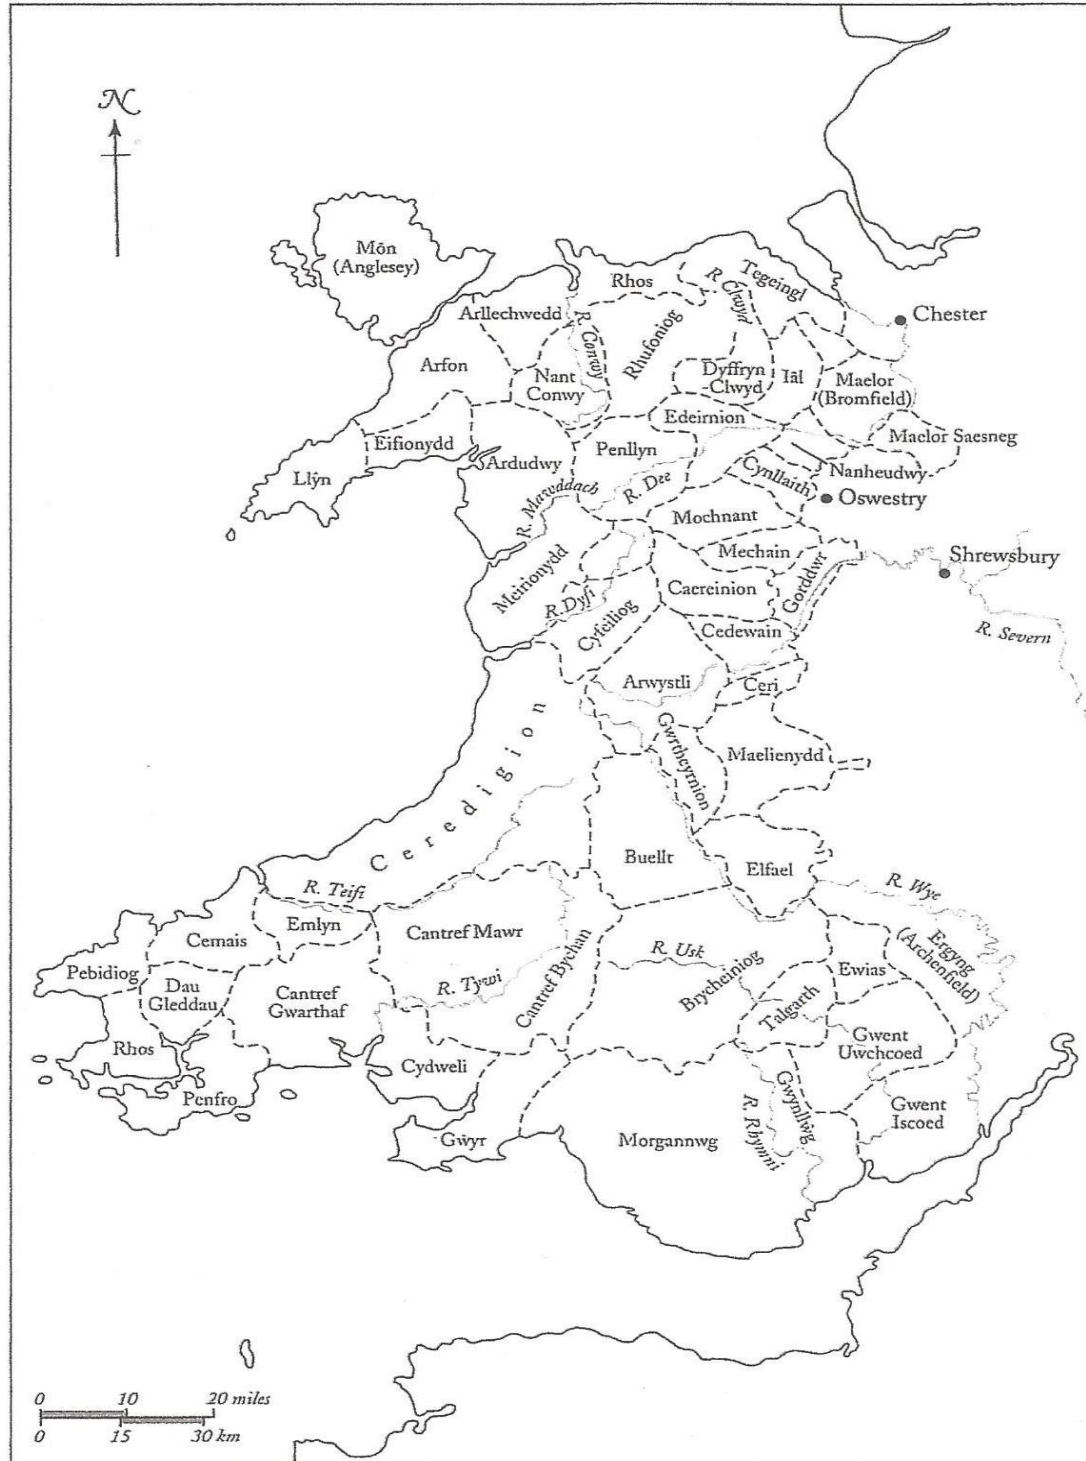 N
Môn
(Anglesey)
Rhos
R. Clwyd
Tegeingl
Chester
Arllechwedd
R. Conwy
Rhufoniog
Arfon
Nant
Conwy
Dyffryn
-Clwyd
Iâl
Maelor
(Bromfield)
Edeirnion
Maelor Saesneg
Eifionydd
Ardudwy
Penllyn
Llŷn
Cynllaith
Nanheudwy
R. Dee
Oswestry
R. Mawddach
Mochnant
Mechain
Shrewsbury
Meirionydd
R. Dyfi
Caereinion
Gorddwr
Cyfeiliog
Cedewain
R. Severn
Arwystli
Ceri
Gwrtheyrnion
Maelienydd
Ceredigion
Buellt
Elfael
R. Wye
R. Teifi
Emlyn
Cemais
Cantref Mawr
Cantref Bychan
R. Usk
Brycheiniog
Ewias
Ergyng
(Archenfield)
Pebidiog
Dau
Gleddau
Cantref
Gwarthaf
R. Tywi
Talgarth
Gwent
Uwchcoed
Rhos
Cydweli
Penfro
Gwynllŵg
Gwent
Iscoed
Gŵyr
Morgannwg
R. Rhymni
0 10 20 miles
0 15 30 km